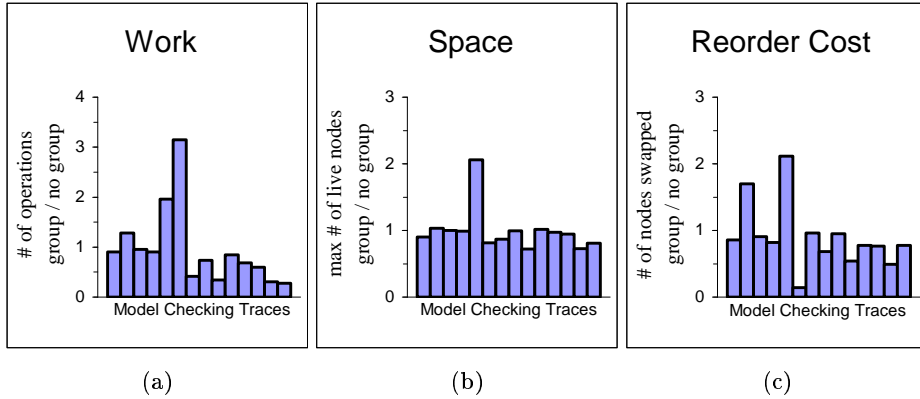 Work
# of operations
group / no group
4
3
2
1
0
Model Checking Traces
(a)
Space
max # of live nodes
group / no group
3
2
1
0
Model Checking Traces
(b)
Reorder Cost
# of nodes swapped
group / no group
3
2
1
0
Model Checking Traces
(c)